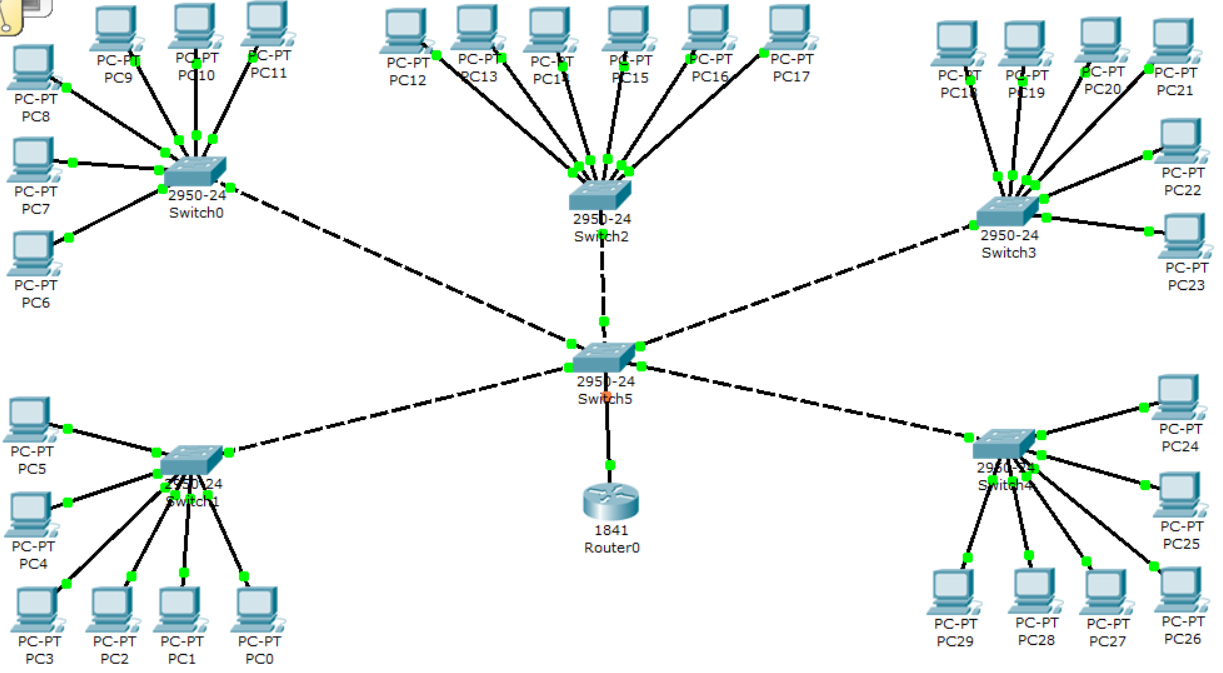 PC-PT
PC9
PC-PT
PC10
PC-PT
PC11
PC-PT
PC8
PC-PT
PC7
PC-PT
PC6
2950-24
Switch0
PC-PT
PC12
PC-PT
PC13
PC-PT
PC14
PC-PT
PC15
PC-PT
PC16
PC-PT
PC17
2950-24
Switch2
PC-PT
PC18
PC-PT
PC19
PC-PT
PC20
PC-PT
PC21
PC-PT
PC22
PC-PT
PC23
2950-24
Switch3
2950-24
Switch5
PC-PT
PC5
PC-PT
PC4
PC-PT
PC3
PC-PT
PC2
PC-PT
PC1
PC-PT
PC0
2950-24
Switch1
1841
Router0
2950-24
Switch4
PC-PT
PC24
PC-PT
PC25
PC-PT
PC29
PC-PT
PC28
PC-PT
PC27
PC-PT
PC26